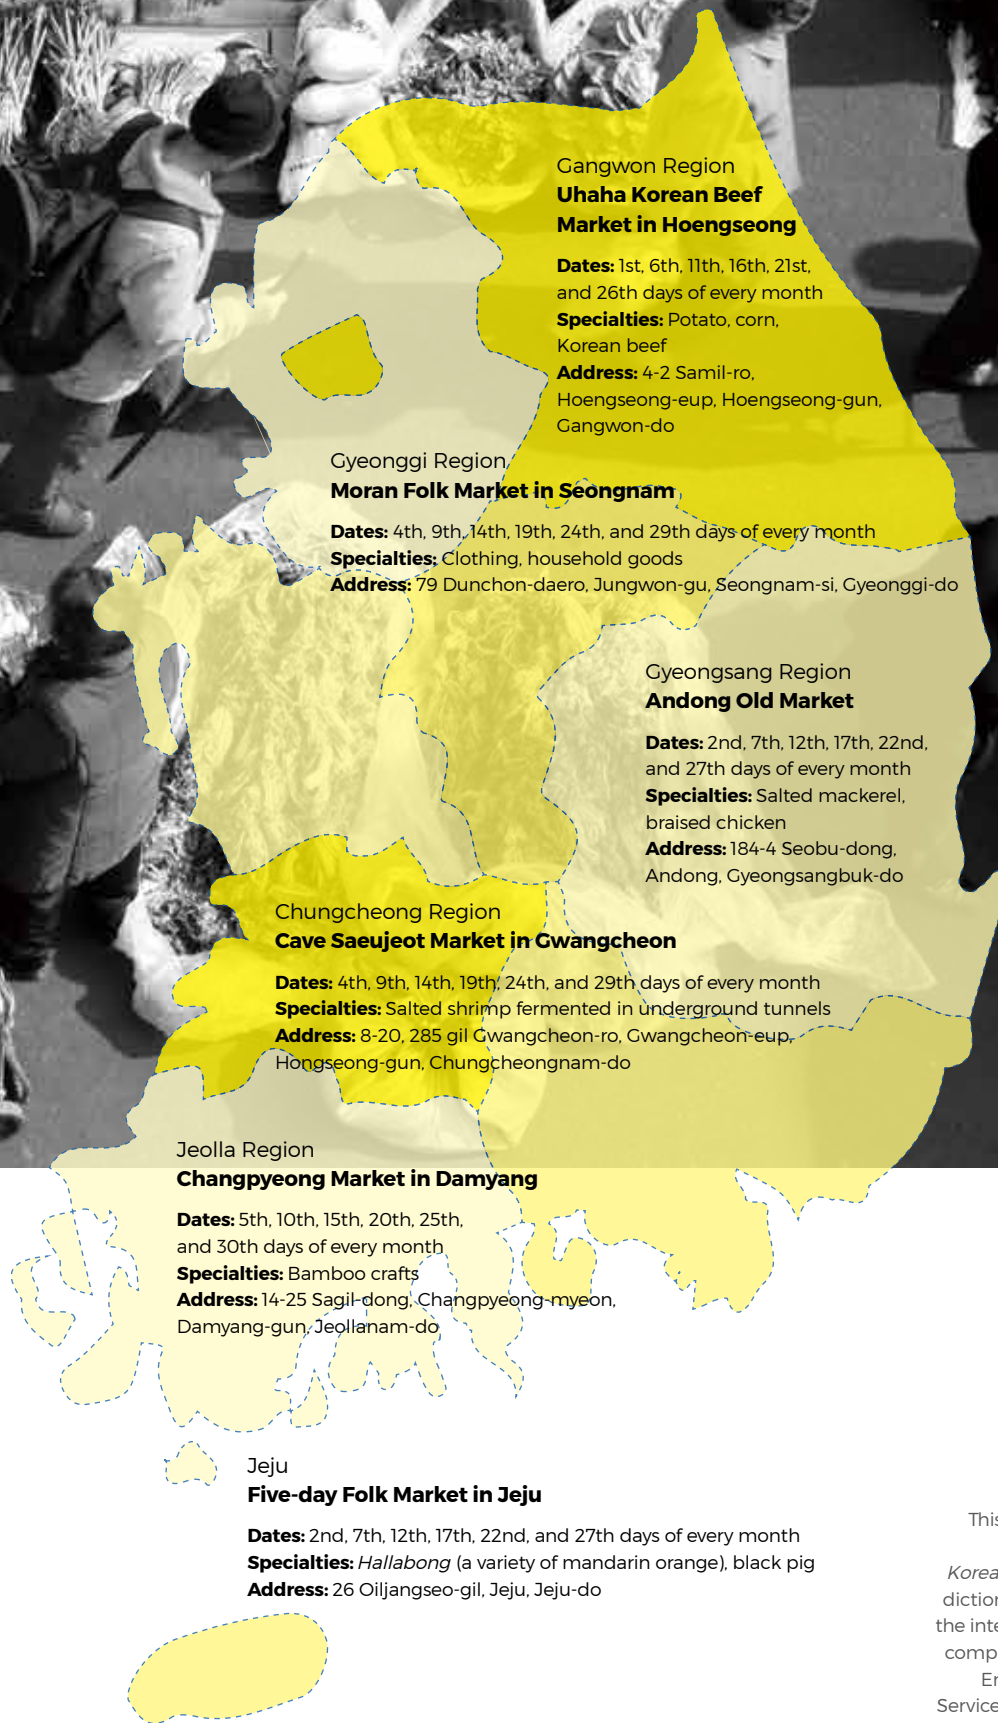 Gangwon Region
Uhaha Korean Beef
Market in Hoengseong
Dates: 1st, 6th, 11th, 16th, 21st,
and 26th days of every month
Specialties: Potato, corn,
Korean beef
Address: 4-2 Samil-ro,
Hoengseong-eup, Hoengseong-gun,
Gangwon-do
Gyeonggi Region
Moran Folk Market in Seongnam
Dates: 4th, 9th, 14th, 19th, 24th, and 29th days of every month
Specialties: Clothing, household goods
Address: 79 Dunchon-daero, Jungwon-gu, Seongnam-si, Gyeonggi-do
Gyeongsang Region
Andong Old Market
Dates: 2nd, 7th, 12th, 17th, 22nd,
and 27th days of every month
Specialties: Salted mackerel,
braised chicken
Address: 184-4 Seobu-dong,
Andong, Gyeongsangbuk-do
Chungcheong Region
Cave Saeujeot Market in Gwangcheon
Dates: 4th, 9th, 14th, 19th, 24th, and 29th days of every month
Specialties: Salted shrimp fermented in underground tunnels
Address: 8-20, 285 gil Gwangcheon-ro, Gwangcheon-eup,
Hongseong-gun, Chungcheongnam-do
Jeolla Region
Changpyeong Market in Damyang
Dates: 5th, 10th, 15th, 20th, 25th,
and 30th days of every month
Specialties: Bamboo crafts
Address: 14-25 Sagil-dong, Changpyeong-myeon,
Damyang-gun, Jeollanam-do
Jeju
Five-day Folk Market in Jeju
Dates: 2nd, 7th, 12th, 17th, 22nd, and 27th days of every month
Specialties: Hallabong (a variety of mandarin orange), black pig
Address: 26 Oiljangseo-gil, Jeju, Jeju-do
This
Korea
diction
the inte
comp
En
Service